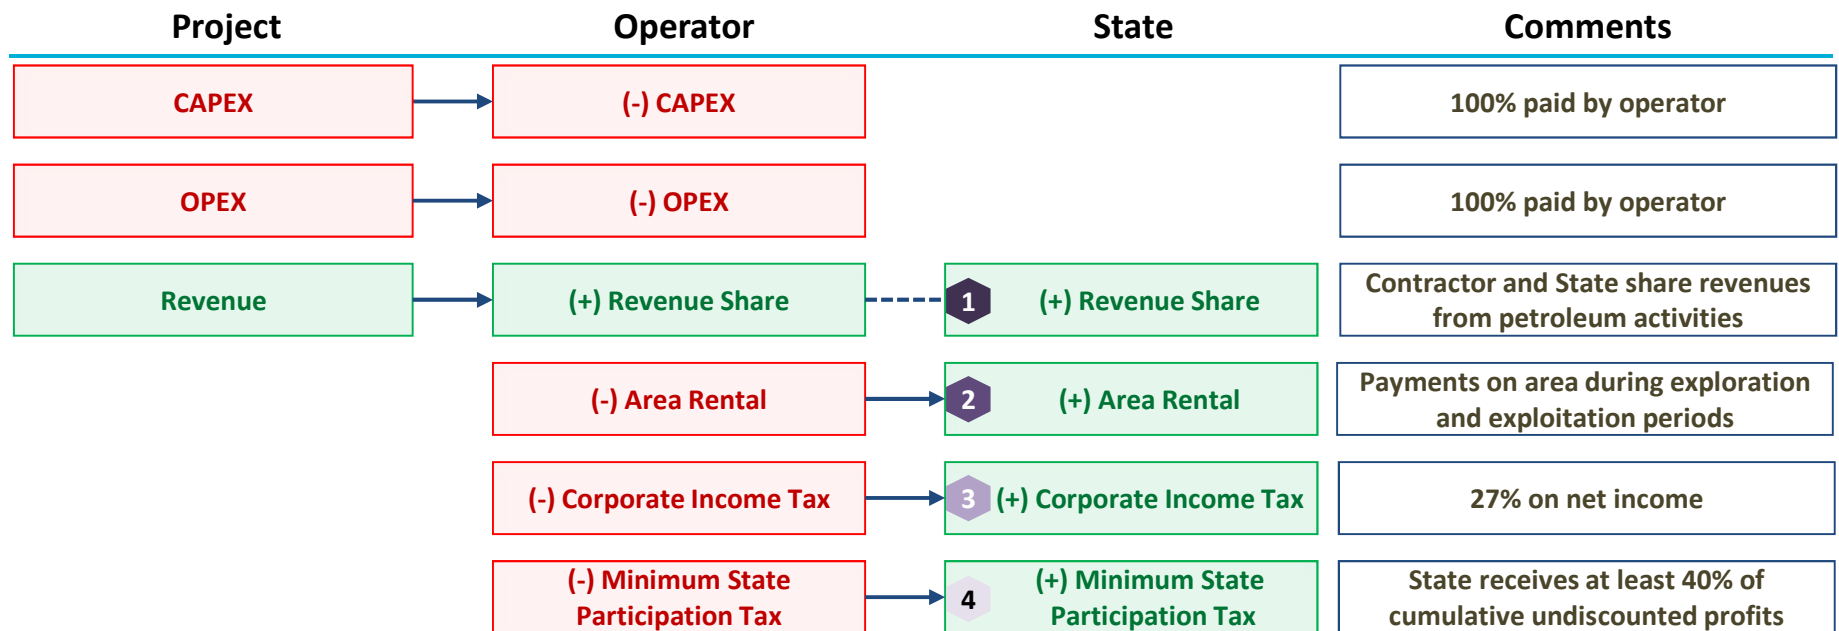 Project Operator State Comments
CAPEX (-) CAPEX 100% paid by operator
OPEX (-) OPEX 100% paid by operator
Revenue (+) Revenue Share 1 (+) Revenue Share
Contractor and State share revenues
from petroleum activities
(-) Area Rental 2 (+) Area Rental
Payments on area during exploration
and exploitation periods
(-) Corporate Income Tax 3 (+) Corporate Income Tax 27% on net income
(-) Minimum State
Participation Tax
4
(+) Minimum State
Participation Tax
State receives at least 40% of
cumulative undiscounted profits